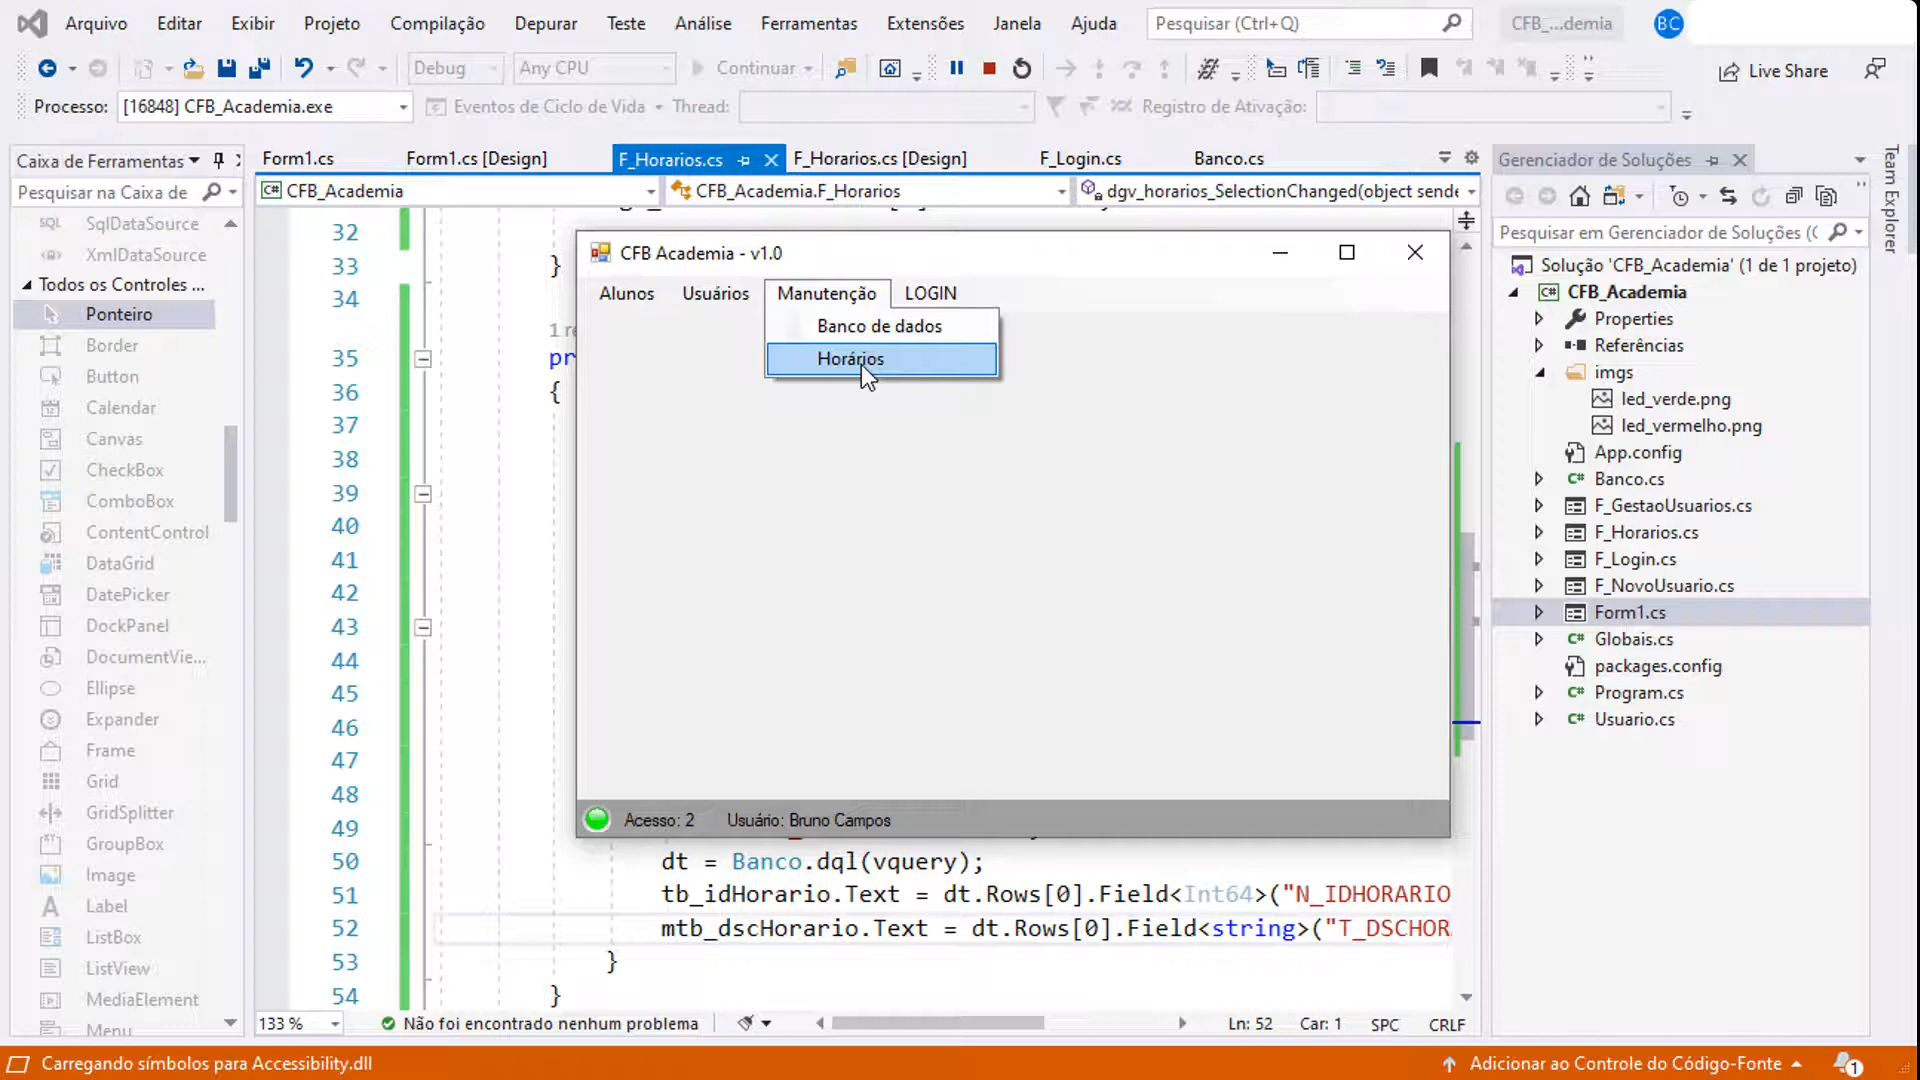 Arquivo Editar Exibir Projeto Compilação Depurar Teste Análise Ferramentas Extensões Janela Ajuda Pesquisar (Ctrl+Q) CFB_...demia BC
Debug Any CPU Continuar Live Share
Processo: [16848] CFB_Academia.exe Eventos de Ciclo de Vida Thread: Registro de Ativação:
Caixa de Ferramentas
Pesquisar na Caixa de
SqlDataSource
XmlDataSource
Todos os Controles ...
Ponteiro
Border
Button
Calendar
Canvas
CheckBox
ComboBox
ContentControl
DataGrid
DatePicker
DockPanel
DocumentVie...
Ellipse
Expander
Frame
Grid
GridSplitter
GroupBox
Image
Label
ListBox
ListView
MediaElement
Menu
Form1.cs Form1.cs [Design] F_Horarios.cs F_Horarios.cs [Design] F_Login.cs Banco.cs
CFB_Academia CFB_Academia.F_Horarios dgv_horarios_SelectionChanged(object sende
32
33 }
34
1 re
35 pr
36 {
37
38
39
40
41
42
43
44
45
46
47
48
49
50 dt = Banco.dql(vquery);
51 tb_idHorario.Text = dt.Rows[0].Field<Int64>("N_IDHORARIO
52 mtb_dscHorario.Text = dt.Rows[0].Field<string>("T_DSCHOR
53 }
54 }
CFB Academia - v1.0
Alunos Usuários Manutenção LOGIN
Banco de dados
Horários
Acesso: 2 Usuário: Bruno Campos
133 % Não foi encontrado nenhum problema Ln: 52 Car: 1 SPC CRLF
Gerenciador de Soluções
Pesquisar em Gerenciador de Soluções (
Solução 'CFB_Academia' (1 de 1 projeto)
CFB_Academia
Properties
Referências
imgs
led_verde.png
led_vermelho.png
App.config
Banco.cs
F_GestaoUsuarios.cs
F_Horarios.cs
F_Login.cs
F_NovoUsuario.cs
Form1.cs
Globais.cs
packages.config
Program.cs
Usuario.cs
Team Explorer
Carregando símbolos para Accessibility.dll Adicionar ao Controle do Código-Fonte 1